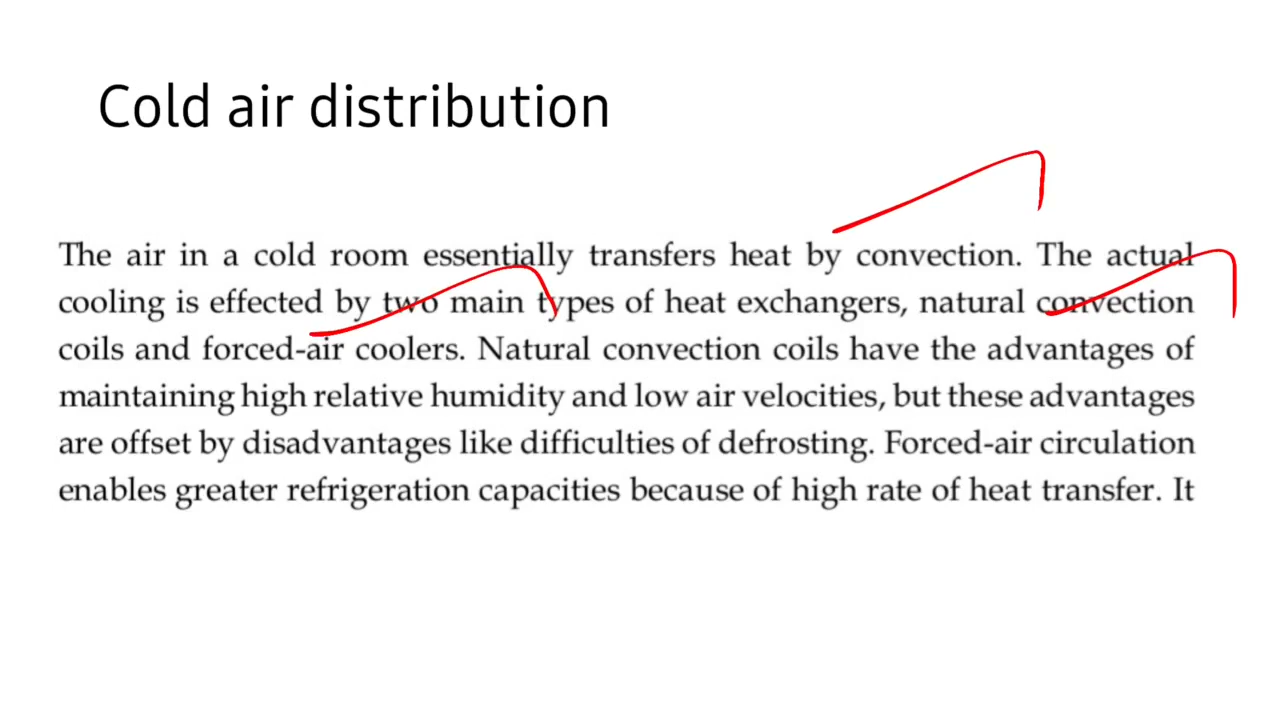 Cold air distribution
The air in a cold room essentially transfers heat by convection. The actual
cooling is effected by two main types of heat exchangers, natural convection
coils and forced-air coolers. Natural convection coils have the advantages of
maintaining high relative humidity and low air velocities, but these advantages
are offset by disadvantages like difficulties of defrosting. Forced-air circulation
enables greater refrigeration capacities because of high rate of heat transfer. It